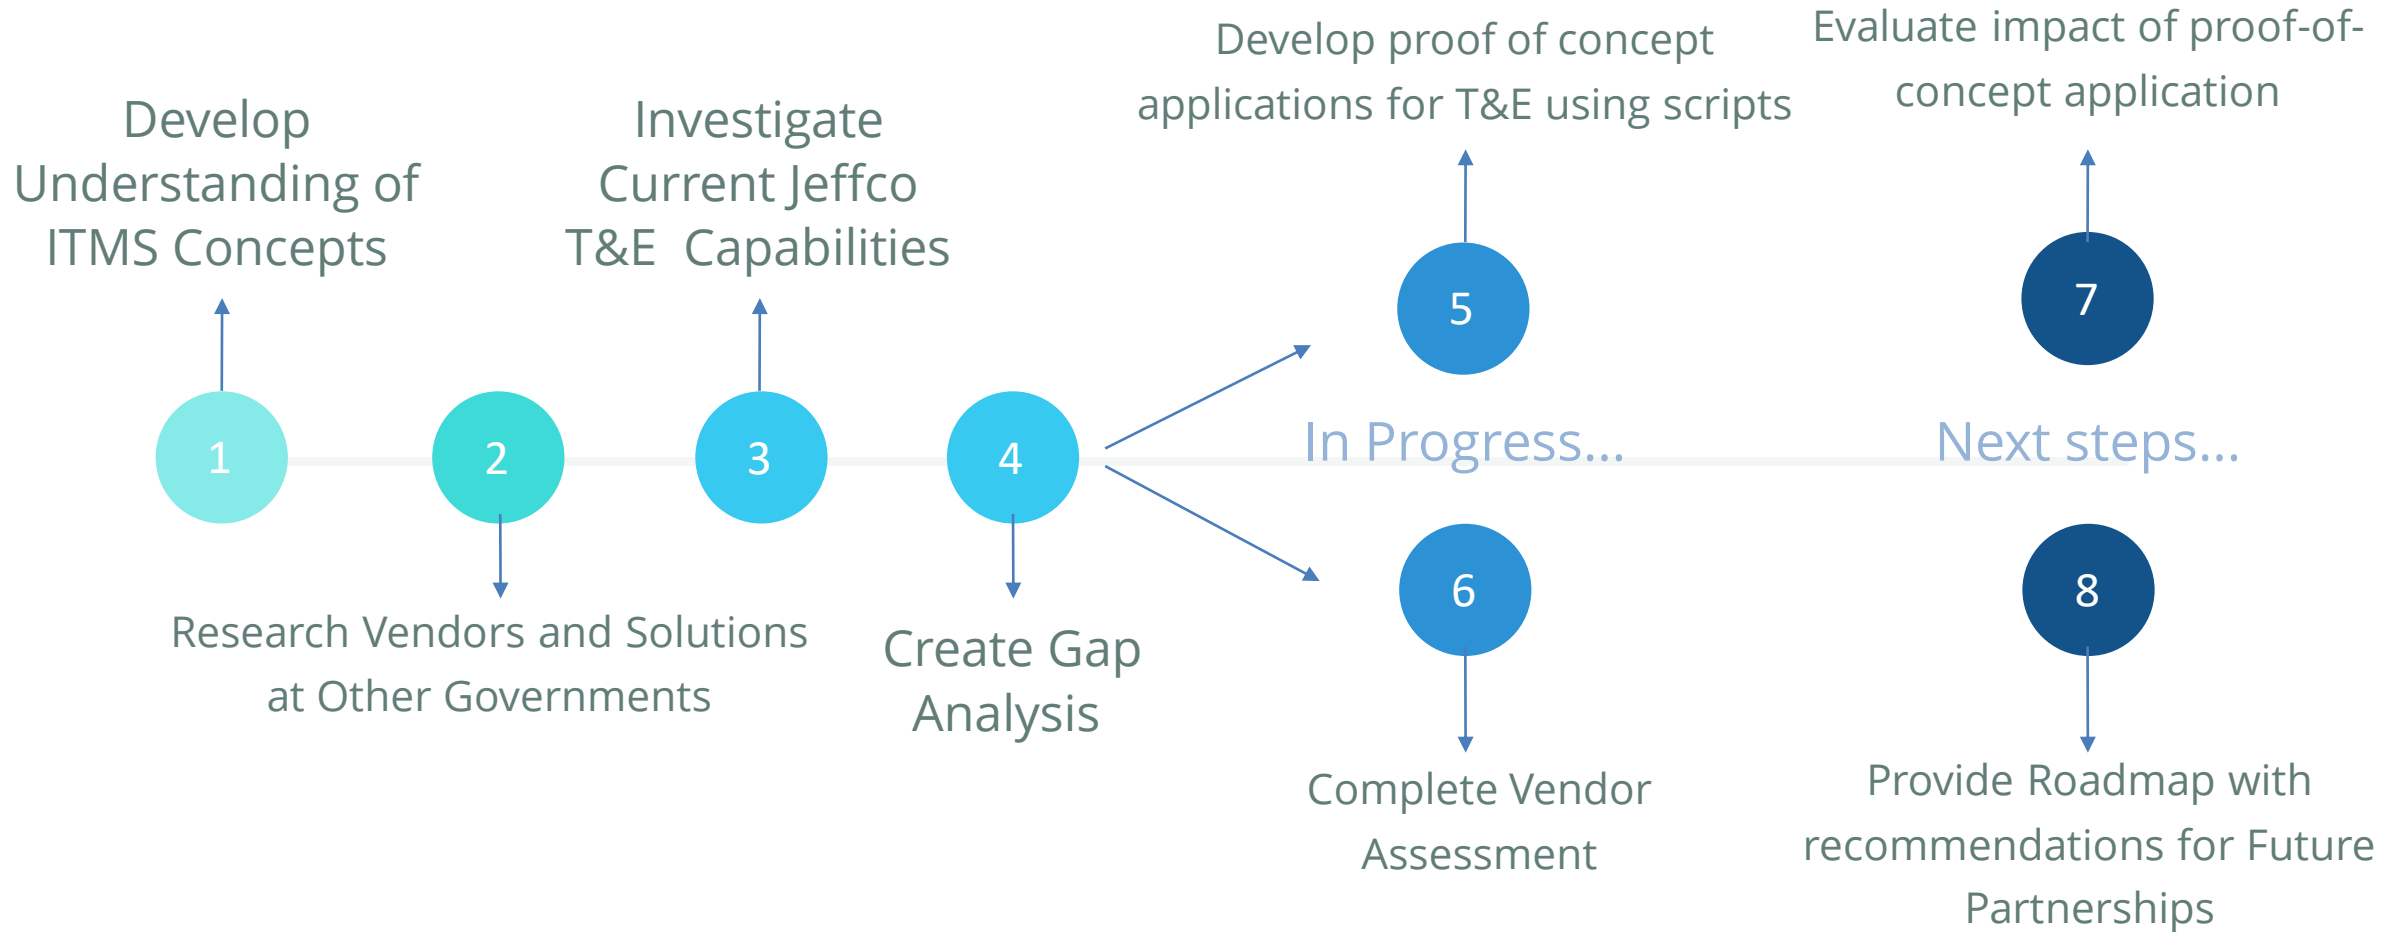 Develop
Understanding of
ITMS Concepts
Investigate
Current Jeffco
T&E  Capabilities
Develop proof of concept
applications for T&E using scripts
Evaluate impact of proof-of-
concept application
1
2
3
4
5
6
7
8
In Progress...
Next steps...
Research Vendors and Solutions
at Other Governments
Create Gap
Analysis
Complete Vendor
Assessment
Provide Roadmap with
recommendations for Future
Partnerships